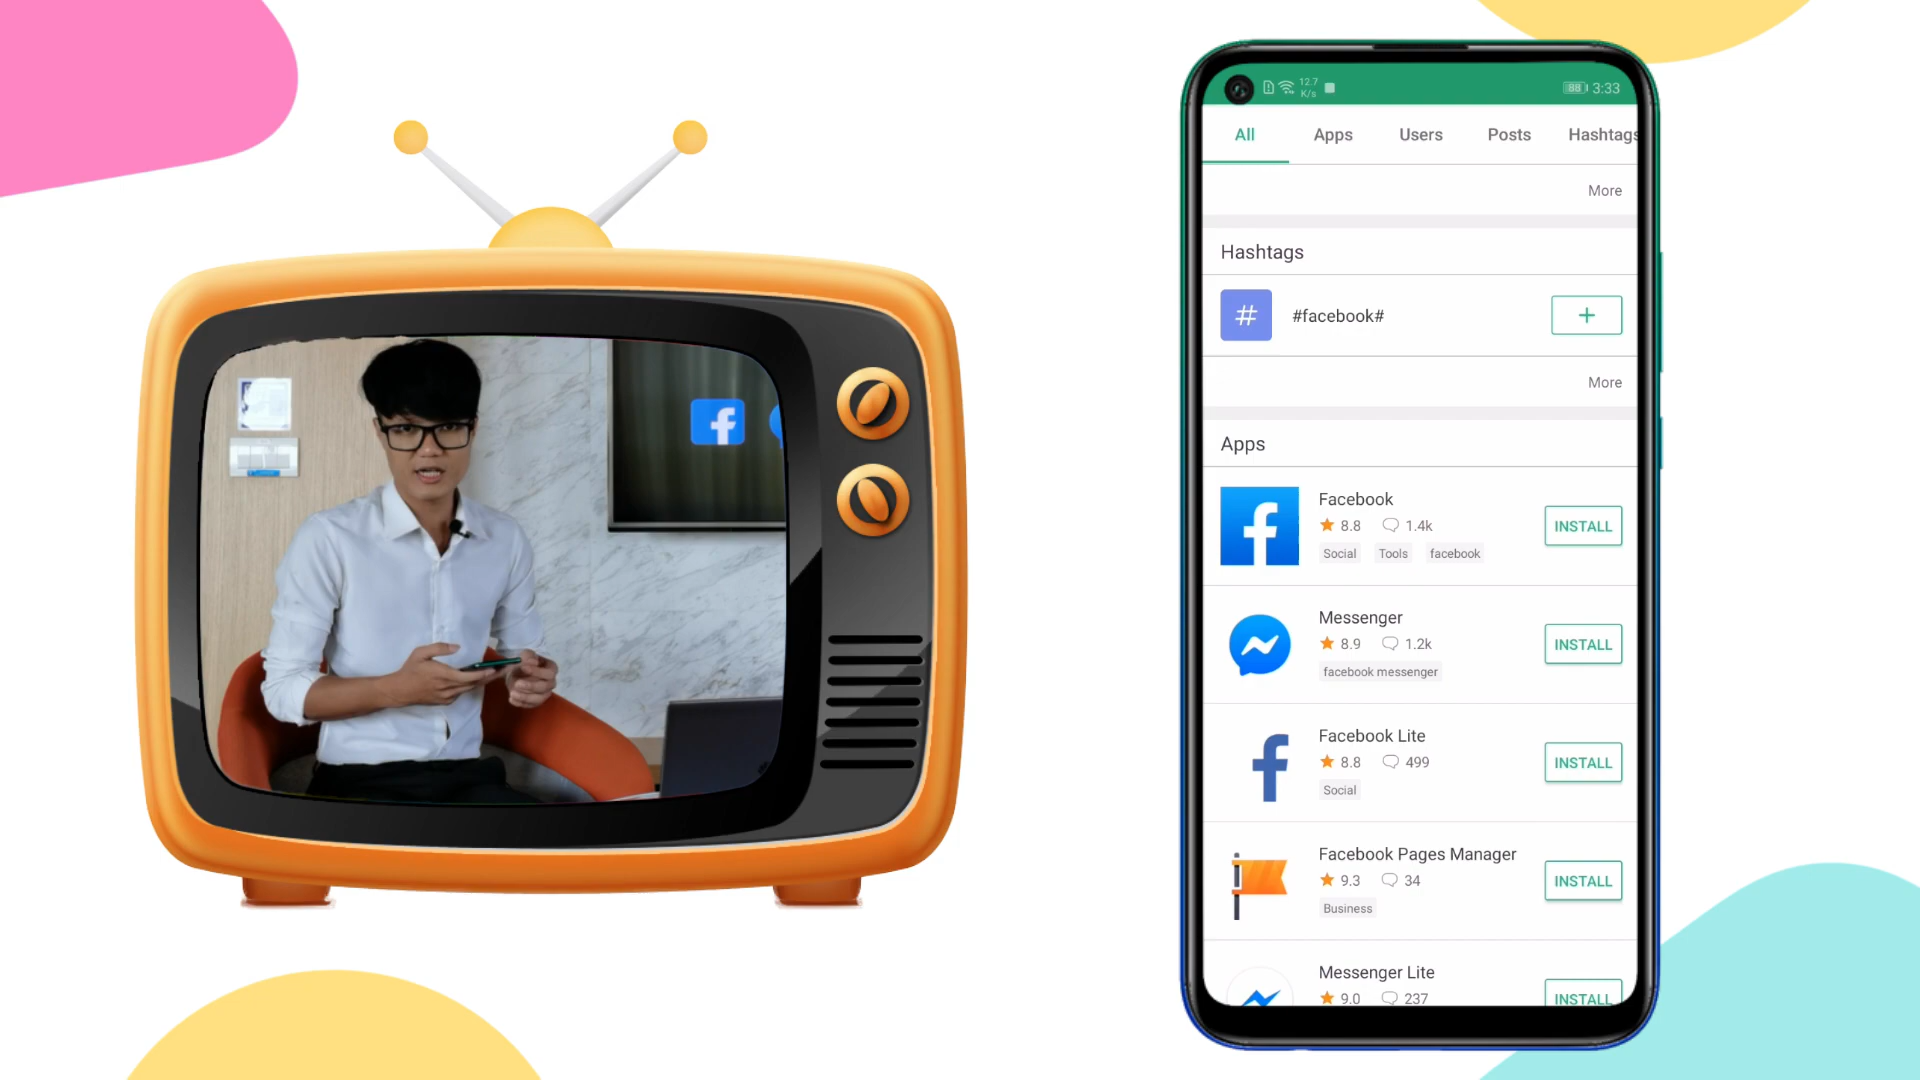 12.7
K/s
88
3:33
All Apps Users Posts Hashtags
More
Hashtags
#
#facebook#
+
More
Apps
Facebook
8.8 1.4k
Social Tools facebook
INSTALL
Messenger
8.9 1.2k
facebook messenger
INSTALL
Facebook Lite
8.8 499
Social
INSTALL
Facebook Pages Manager
9.3 34
Business
INSTALL
Messenger Lite
9.0 237
INSTALL